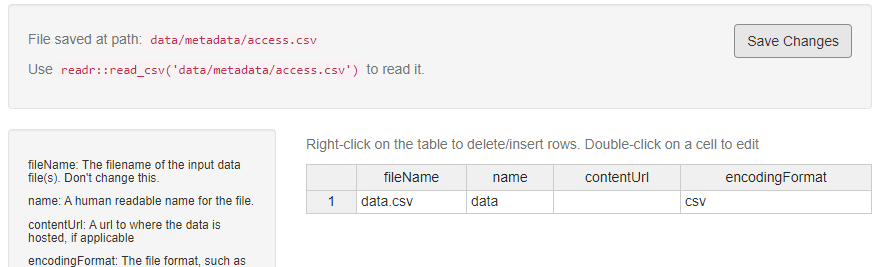 File saved at path: data/metadata/access.csv
Save Changes
Use readr::read_csv('data/metadata/access.csv') to read it.
fileName: The filename of the input data
file(s). Don't change this.
name: A human readable name for the file.
contentUrl: A url to where the data is
hosted, if applicable
encodingFormat: The file format, such as
Right-click on the table to delete/insert rows. Double-click on a cell to edit
fileName name contentUrl encodingFormat
1 data.csv data csv